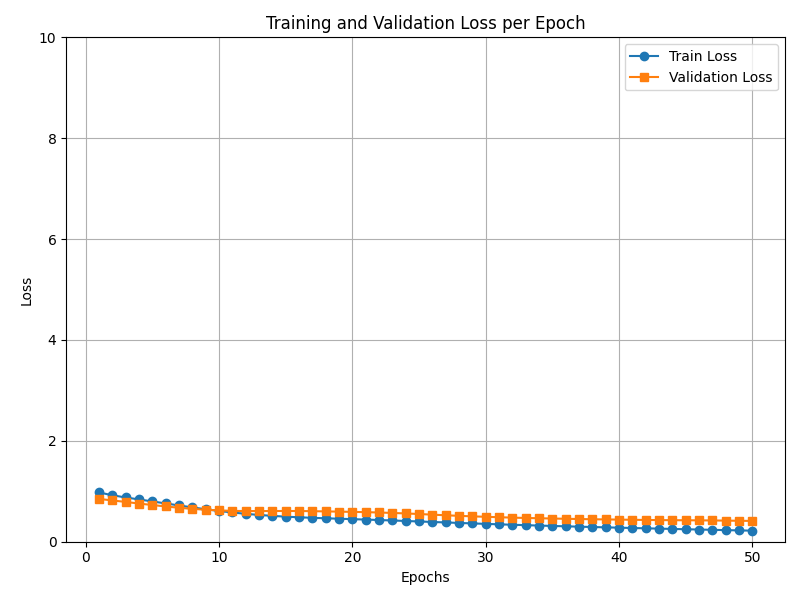 Training and Validation Loss per Epoch
Train Loss
Validation Loss
Loss
10
8
6
4
2
0
0 10 20 30 40 50
Epochs